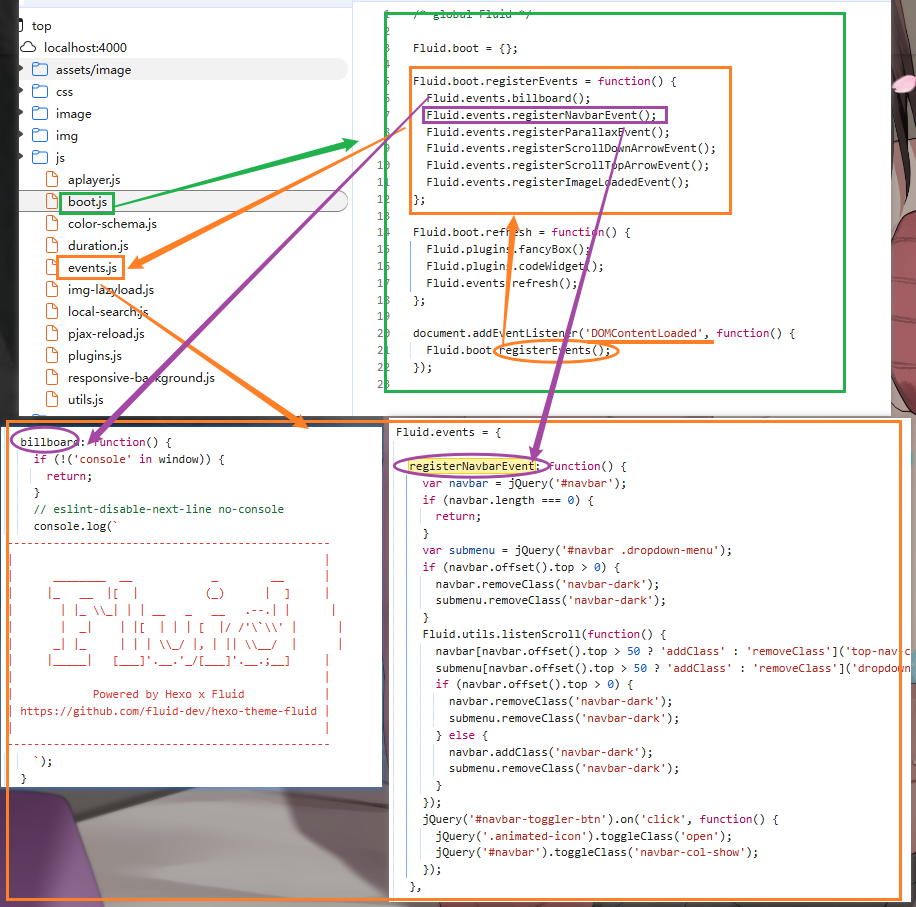 top
localhost:4000
assets/image
css
image
img
js
aplayer.js
boot.js
color-schema.js
duration.js
events.js
img-lazyload.js
local-search.js
pjax-reload.js
plugins.js
responsive-background.js
utils.js
1 /* global Fluid */
2
3 Fluid.boot = {};
4
5 Fluid.boot.registerEvents = function() {
6   Fluid.events.billboard();
7   Fluid.events.registerNavbarEvent();
8   Fluid.events.registerParallaxEvent();
9   Fluid.events.registerScrollDownArrowEvent();
10   Fluid.events.registerScrollTopArrowEvent();
11   Fluid.events.registerImageLoadedEvent();
12 };
13
14 Fluid.boot.refresh = function() {
15   Fluid.plugins.fancyBox();
16   Fluid.plugins.codeWidget();
17   Fluid.events.refresh();
18 };
19
20 document.addEventListener('DOMContentLoaded', function() {
21   Fluid.boot.registerEvents();
22 });
23
billboard: function() {
  if (!('console' in window)) {
    return;
  }
  // eslint-disable-next-line no-console
  console.log(`
------------------------------------------------
|                                                |
|      ________  __            _        __       |
|     |_   __  |[  |          (_)      |  ]      |
|       | |_ \\_| | | __   _   __   .--.| |      |
|       |  _|    | |[  | | | [  |/ /'\`\\' |      |
|      _| |_     | | | \\_/ |, | || \\__/  |      |
|     |_____|   [___]'.__.'_/[___]'.__.;__]     |
|                                                |
|            Powered by Hexo x Fluid             |
| https://github.com/fluid-dev/hexo-theme-fluid |
|                                                |
------------------------------------------------
  `);
}
Fluid.events = {
  registerNavbarEvent: function() {
    var navbar = jQuery('#navbar');
    if (navbar.length === 0) {
      return;
    }
    var submenu = jQuery('#navbar .dropdown-menu');
    if (navbar.offset().top > 0) {
      navbar.removeClass('navbar-dark');
      submenu.removeClass('navbar-dark');
    }
    Fluid.utils.listenScroll(function() {
      navbar[navbar.offset().top > 50 ? 'addClass' : 'removeClass']('top-nav-c
      submenu[navbar.offset().top > 50 ? 'addClass' : 'removeClass']('dropdown
      if (navbar.offset().top > 0) {
        navbar.removeClass('navbar-dark');
        submenu.removeClass('navbar-dark');
      } else {
        navbar.addClass('navbar-dark');
        submenu.removeClass('navbar-dark');
      }
    });
    jQuery('#navbar-toggler-btn').on('click', function() {
      jQuery('.animated-icon').toggleClass('open');
      jQuery('#navbar').toggleClass('navbar-col-show');
    });
  },